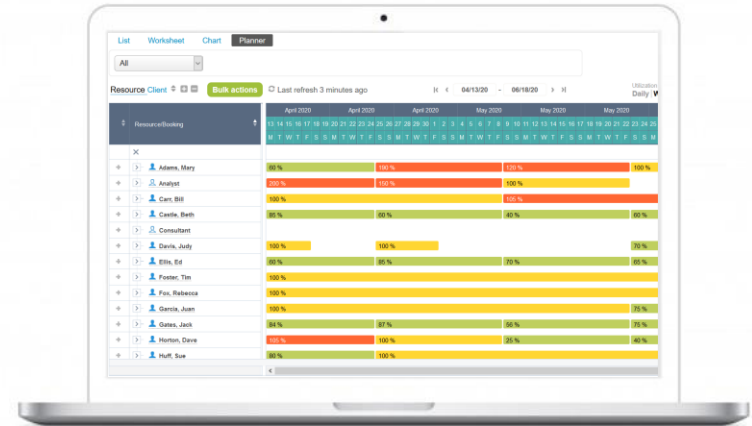 List Worksheet Chart Planner
All
Resource Client Bulk actions Last refresh 3 minutes ago 04/13/20 - 06/18/20 Utilization
Daily W
April 2020 April 2020 April 2020 May 2020 May 2020 May 2020
Resource/Booking 13 14 15 16 17 18 19 20 21 22 23 24 25 26 27 28 29 30 1 2 3 4 5 6 7 8 9 10 11 12 13 14 15 16 17 18 19 20 21 22 23 24 25
M T W T F S S M T W T F S S M T W T F S S M T W T F S S M T W T F S S M T W T F S S M
Adams, Mary 60 % 100 % 120 % 100 %
Analyst 200 % 150 % 100 %
Carr, Bill 100 % 105 %
Castle, Beth 85 % 60 % 40 % 60 %
Consultant
Davis, Judy 100 % 100 % 70 %
Ellis, Ed 60 % 85 % 70 % 65 %
Foster, Tim 100 %
Fox, Rebecca 100 %
Garcia, Juan 100 % 75 %
Gates, Jack 84 % 87 % 56 % 75 %
Horton, Dave 105 % 100 % 25 % 40 %
Huff, Sue 80 % 100 %